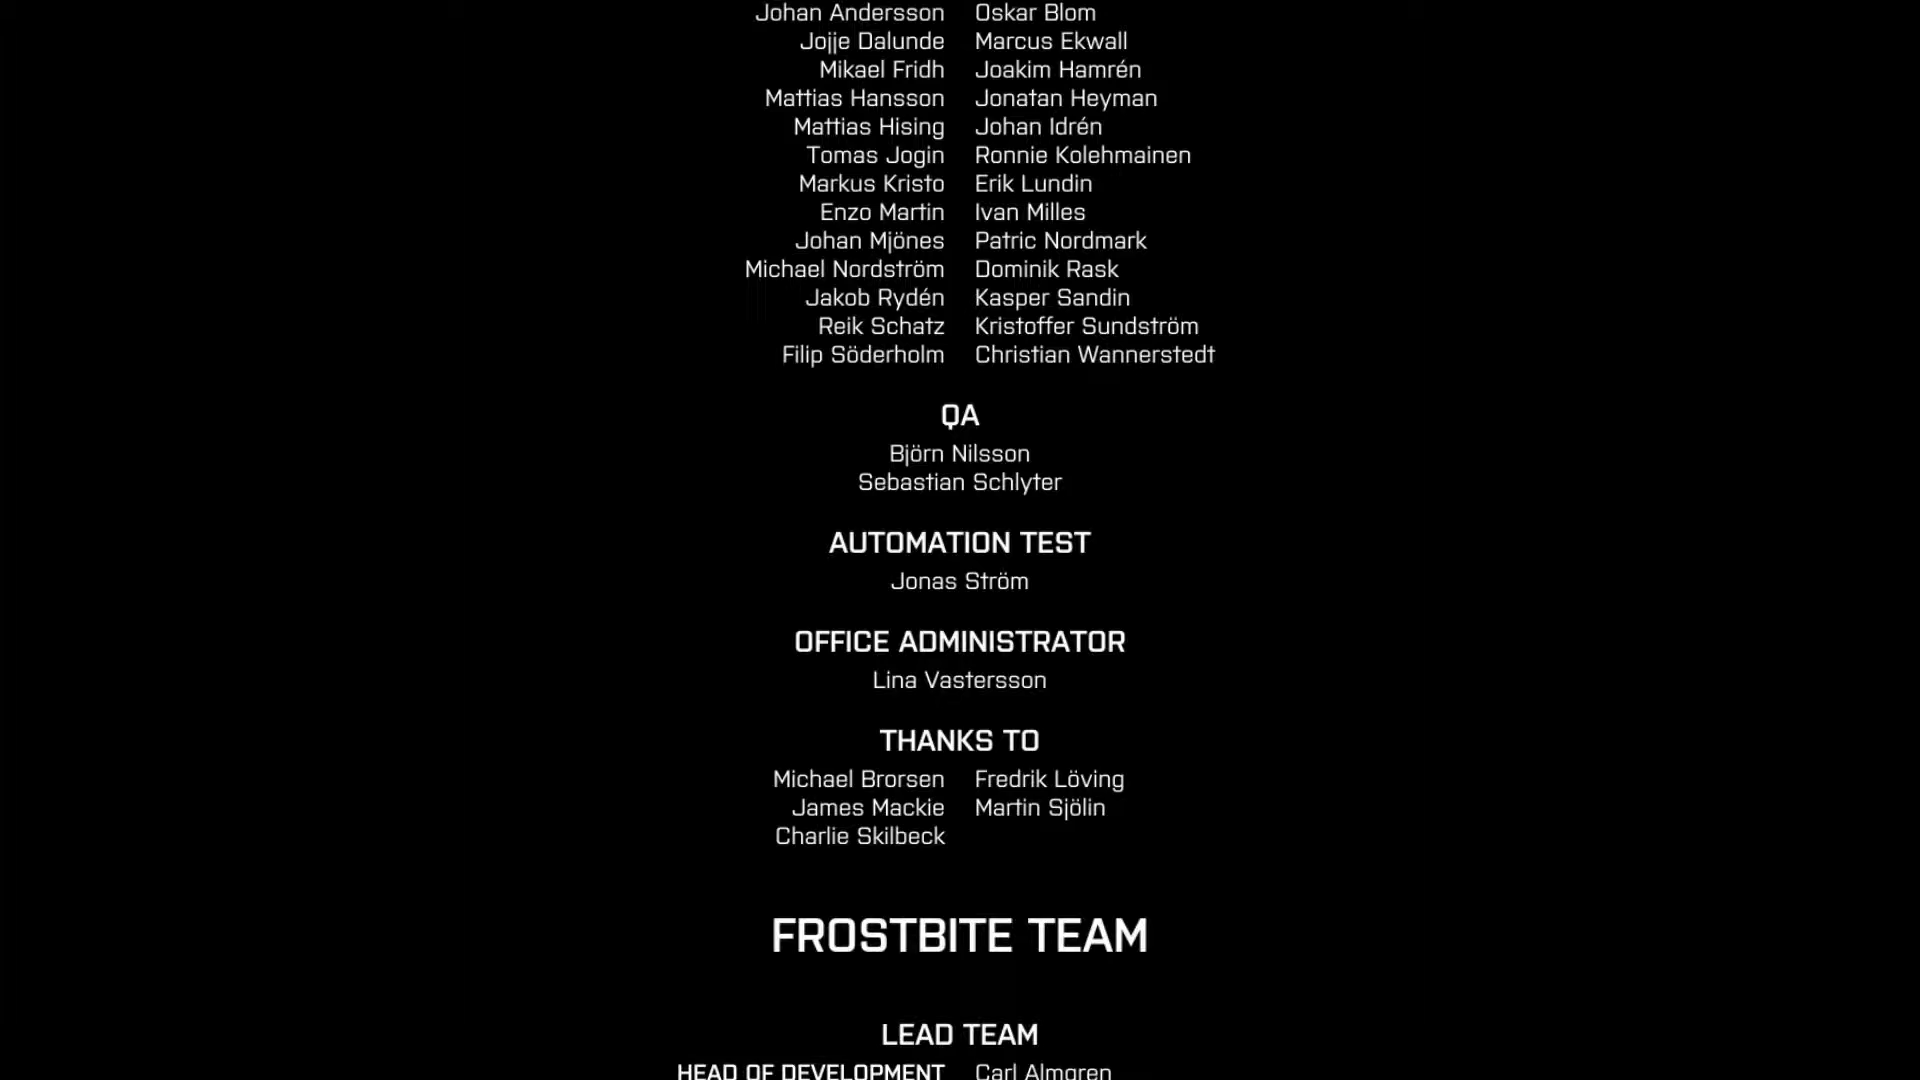 Johan Andersson Oskar Blom
Jojje Dalunde Marcus Ekwall
Mikael Fridh Joakim Hamrén
Mattias Hansson Jonatan Heyman
Mattias Hising Johan Idrén
Tomas Jogin Ronnie Kolehmainen
Markus Kristo Erik Lundin
Enzo Martin Ivan Milles
Johan Mjönes Patric Nordmark
Michael Nordström Dominik Rask
Jakob Rydén Kasper Sandin
Reik Schatz Kristoffer Sundström
Filip Söderholm Christian Wannerstedt
QA
Björn Nilsson
Sebastian Schlyter
AUTOMATION TEST
Jonas Ström
OFFICE ADMINISTRATOR
Lina Vastersson
THANKS TO
Michael Brorsen Fredrik Löving
James Mackie Martin Sjölin
Charlie Skilbeck
FROSTBITE TEAM
LEAD TEAM
HEAD OF DEVELOPMENT Carl Almgren